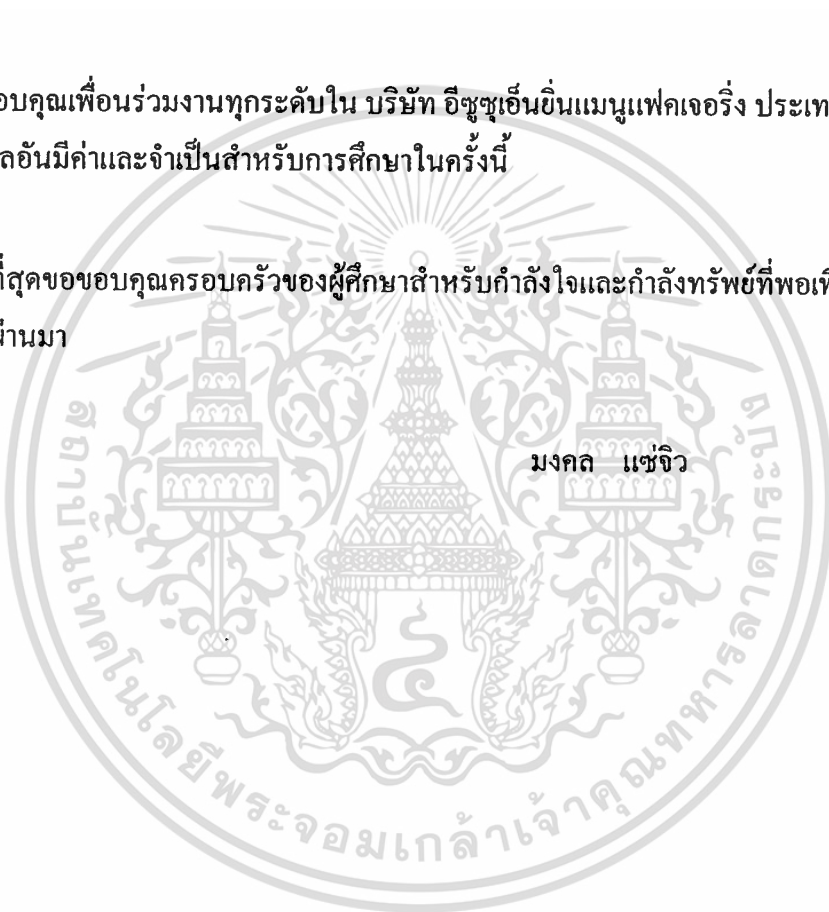 อบคุณเพื่อนร่วมงานทุกระดับใน บริษัท อีซูซุเอ็นยิ่นแมนูแฟคเจอริ่ง ประเท
ลอันมีค่าและจำเป็นสำหรับการศึกษาในครั้งนี้
ที่สุดขอขอบคุณครอบครัวของผู้ศึกษาสำหรับกำลังใจและกำลังทรัพย์ที่พอเพี
ผ่านมา
มงคล แซ่จิว
สถาบันเทคโนโลยีพระจอมเกล้าเจ้าคุณทหารลาดกระบัง